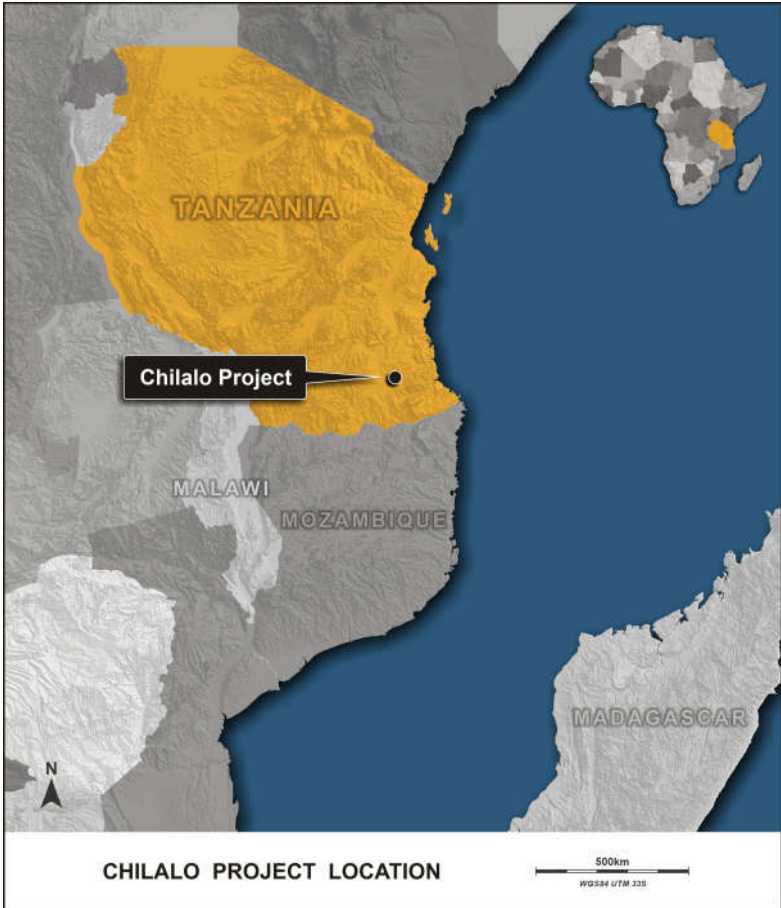 TANZANIA
Chilalo Project
MALAWI
MOZAMBIQUE
MADAGASCAR
N
CHILALO PROJECT LOCATION
500km
WGS84 UTM 33S